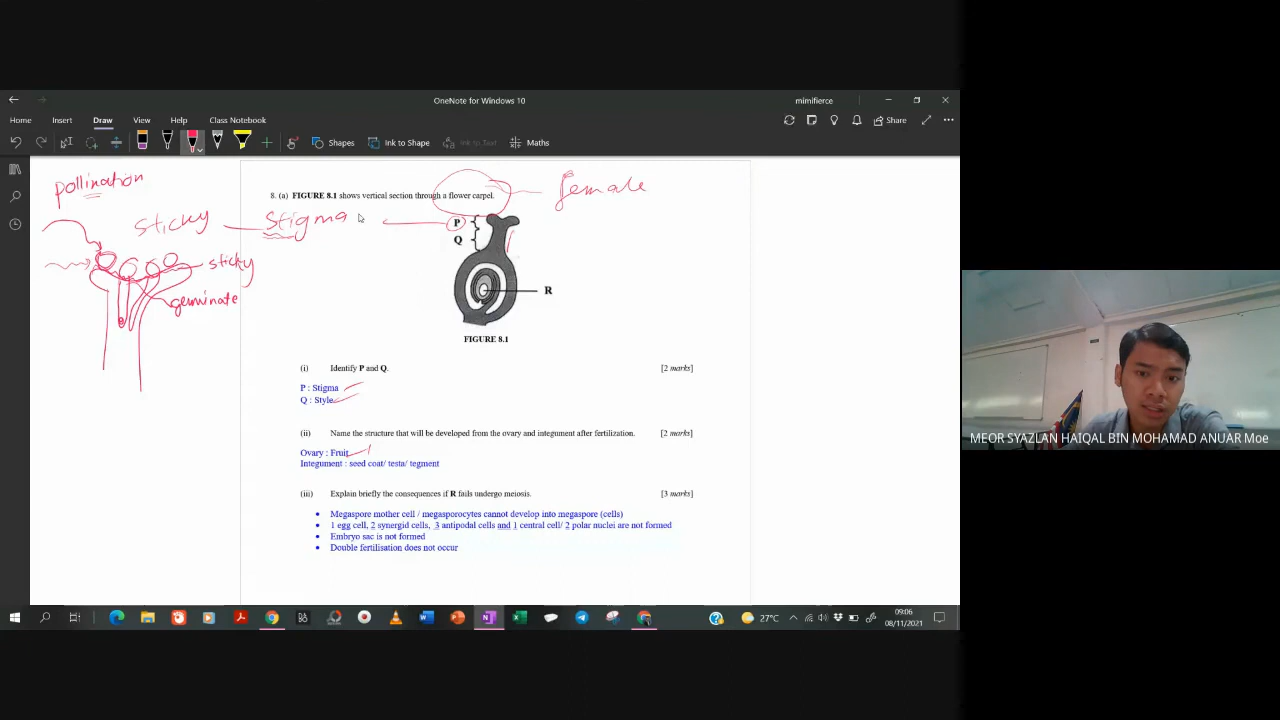 OneNote for Windows 10
mimifierce
Home Insert Draw View Help Class Notebook
Share
Shapes Ink to Shape Ink to Text Maths
pollination
8. (a) FIGURE 8.1 shows vertical section through a flower carpel.
female
sticky stigma
P
Q
sticky
germinate
R
FIGURE 8.1
(i) Identify P and Q. [2 marks]
P : Stigma
Q : Style
(ii) Name the structure that will be developed from the ovary and integument after fertilization. [2 marks]
Ovary : Fruit
Integument : seed coat/ testa/ tegment
(iii) Explain briefly the consequences if R fails undergo meiosis. [3 marks]
• Megaspore mother cell / megasporocytes cannot develop into megaspore (cells)
• 1 egg cell, 2 synergid cells, 3 antipodal cells and 1 central cell/ 2 polar nuclei are not formed
• Embryo sac is not formed
• Double fertilisation does not occur
MEOR SYAZLAN HAIQAL BIN MOHAMAD ANUAR Moe
27°C
09:06
08/11/2021